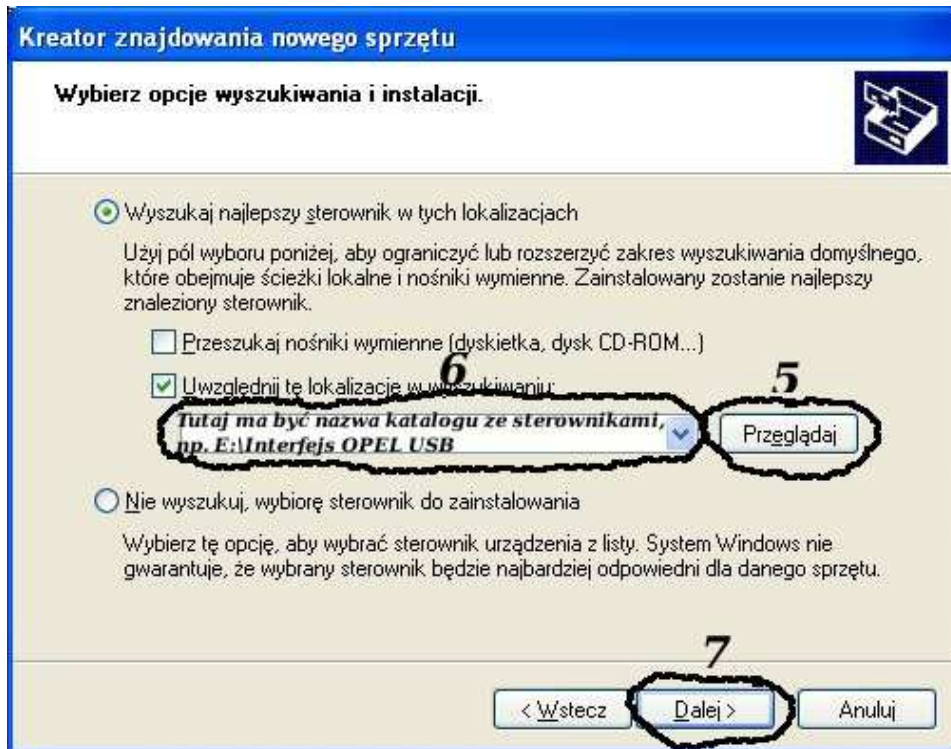 Kreator znajdowania nowego sprzętu
Wybierz opcje wyszukiwania i instalacji.
Wyszukaj najlepszy sterownik w tych lokalizacjach
Użyj pól wyboru poniżej, aby ograniczyć lub rozszerzyć zakres wyszukiwania domyślnego,
które obejmuje ścieżki lokalne i nośniki wymienne. Zainstalowany zostanie najlepszy
znaleziony sterownik.
Przeszukaj nośniki wymienne (dyskietka, dysk CD-ROM...)
6
5
Uwzględnij tę lokalizację w wyszukiwaniu:
Tutaj ma być nazwa katalogu ze sterownikami,
np. E:\Interfejs OPEL USB
Przeglądaj
Nie wyszukuj, wybiorę sterownik do zainstalowania
Wybierz tę opcję, aby wybrać sterownik urządzenia z listy. System Windows nie
gwarantuje, że wybrany sterownik będzie najbardziej odpowiedni dla danego sprzętu.
7
< Wstecz
Dalej >
Anuluj